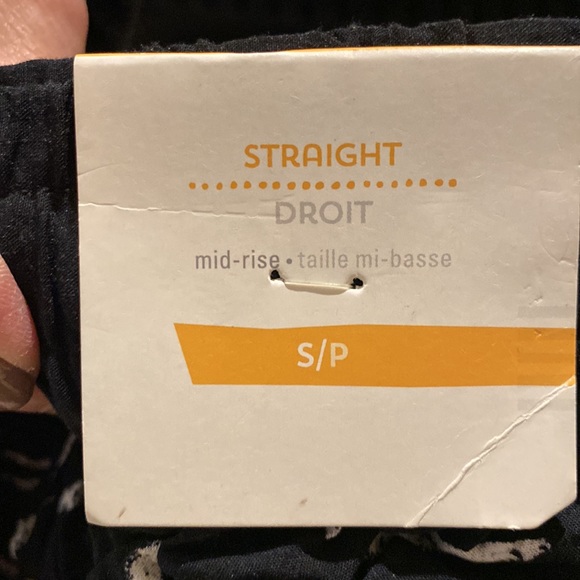 STRAIGHT
DROIT
mid-rise • taille mi-basse
S/P